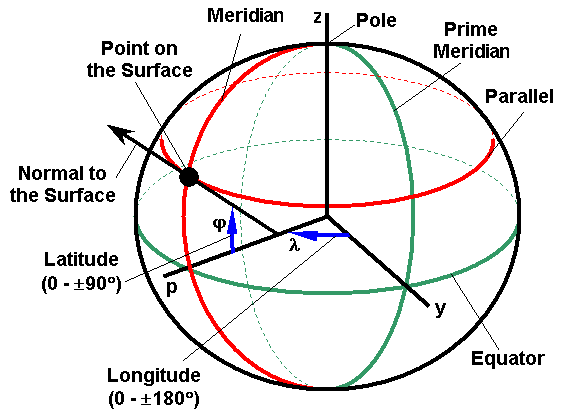 Meridian
z
Pole
Prime
Meridian
Point on
the Surface
Parallel
Normal to
the Surface
φ
λ
Latitude
(0 - ±90°)
p
y
Equator
Longitude
(0 - ±180°)